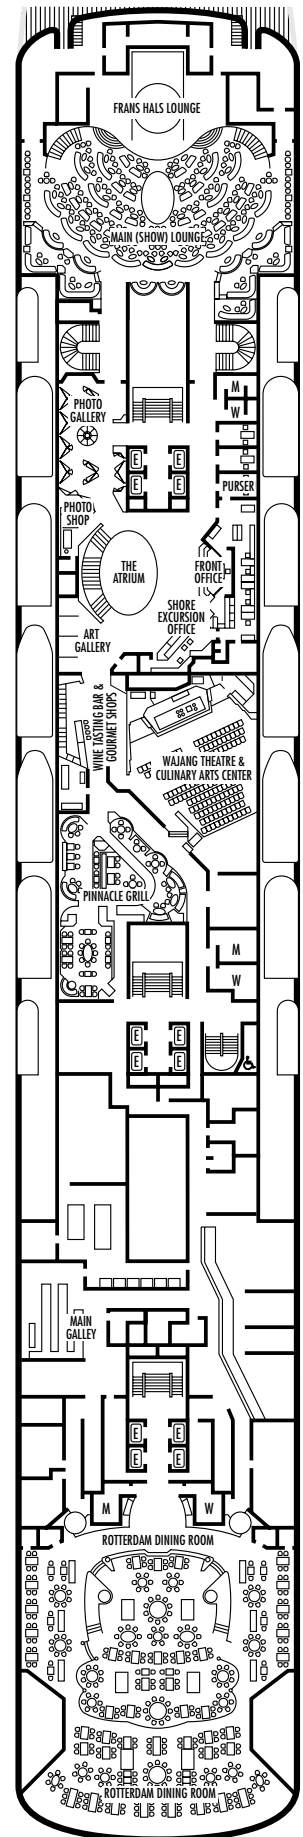 FRANS HALS LOUNGE
MAIN (SHOW) LOUNGE
M
W
PHOTO
GALLERY
E E
E E
PURSER
PHOTO
SHOP
THE
ATRIUM
FRONT
OFFICE
SHORE
EXCURSION
OFFICE
ART
GALLERY
WINE TASTING BAR &
GOURMET SHOPS
WAJANG THEATRE &
CULINARY ARTS CENTER
PINNACLE GRILL
M
W
E E
E E
MAIN
GALLEY
E E
E E
M W
ROTTERDAM DINING ROOM
ROTTERDAM DINING ROOM